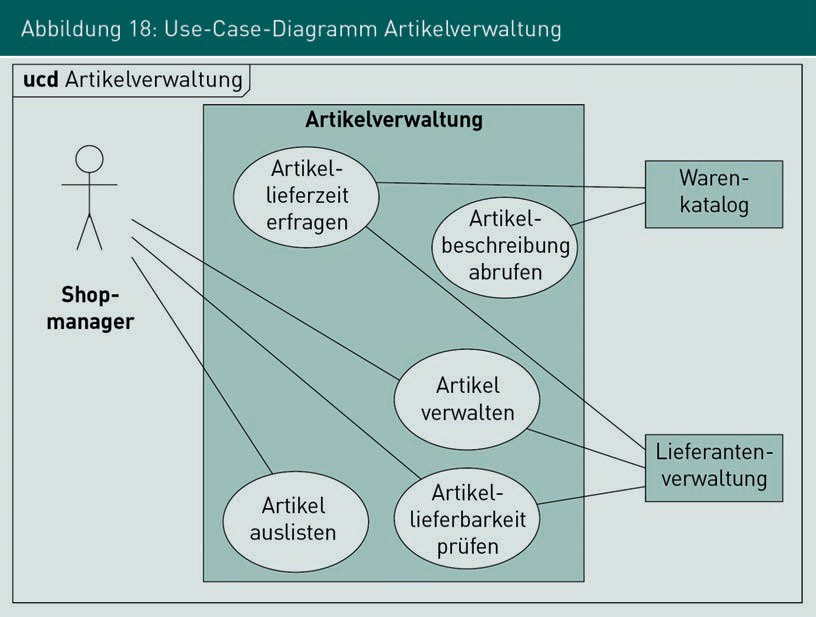 Abbildung 18: Use-Case-Diagramm Artikelverwaltung
ucd Artikelverwaltung
Artikelverwaltung
Artikel-
lieferzeit
erfragen
Waren-
katalog
Artikel-
beschreibung
abrufen
Shop-
manager
Artikel
verwalten
Lieferanten-
verwaltung
Artikel
auslisten
Artikel-
lieferbarkeit
prüfen